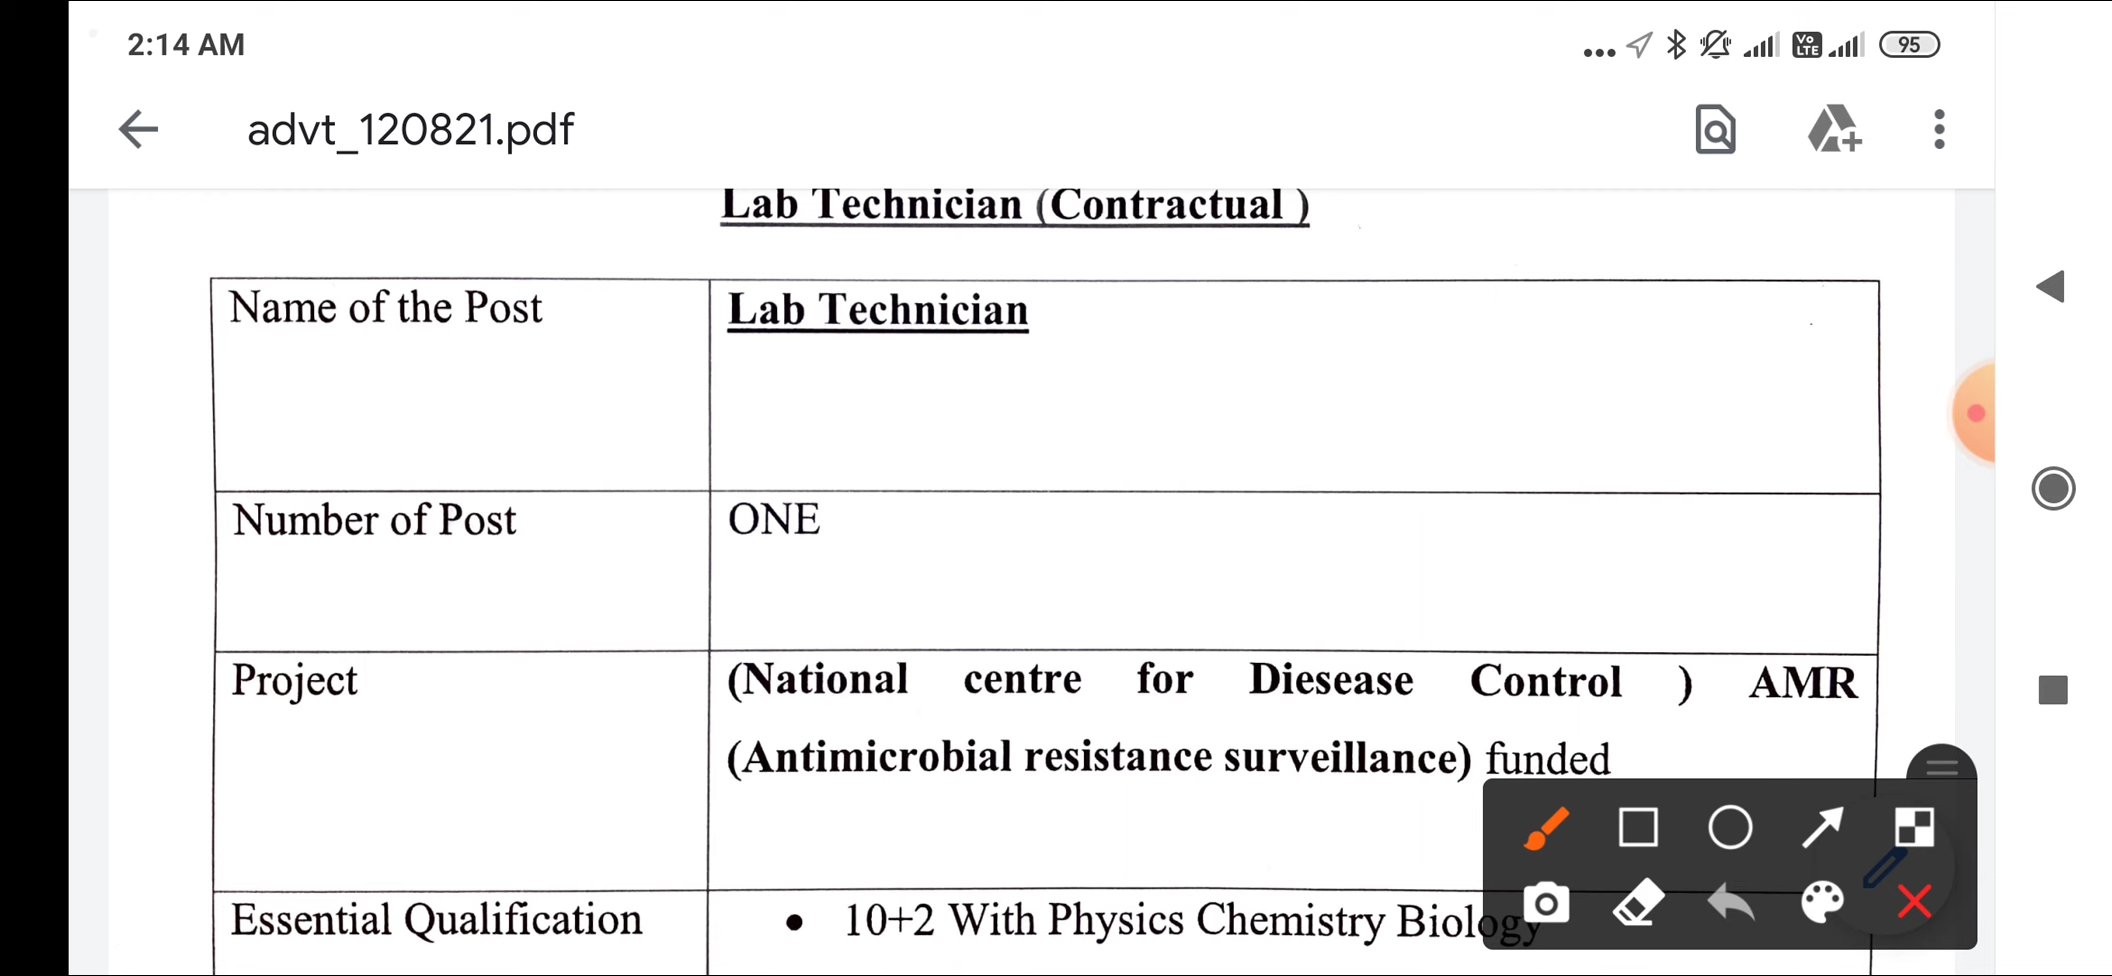 2:14 AM
Vo LTE
95
advt_120821.pdf
Lab Technician (Contractual )
Name of the Post
Lab Technician
Number of Post
ONE
Project
(National centre for Diesease Control ) AMR
(Antimicrobial resistance surveillance) funded
Essential Qualification
• 10+2 With Physics Chemistry Biology